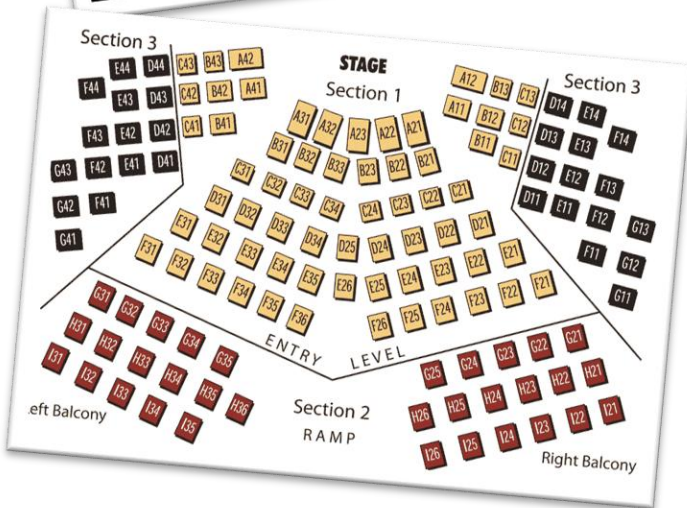 Section 3
STAGE
Section 1
Section 3
E44 D44 C43 B43 A42
F44 E43 D43 C42 B42 A41
F43 E42 D42 C41 B41
G43 F42 E41 D41
G42 F41
G41
A12 B13 C13
A11 B12 C12
B11 C11
D14 E14 F14
D13 E13
D12 E12 F13
D11 E11 F12 G13
F11 G12
G11
A31 A32 A23 A22 A21
B31 B32 B33 B23 B22 B21
C31 C32 C33 C34 C24 C23 C22 C21
D31 D32 D33 D34 D25 D24 D23 D22 D21
E31 E32 E33 E34 E35 E26 E25 E24 E23 E22 E21
F31 F32 F33 F34 F35 F36 F26 F25 F24 F23 F22 F21
ENTRY LEVEL
G31 G32 G33 G34 G35
H31 H32 H33 H34 H35 H36
I31 I32 I33 I34 I35
G25 G24 G23 G22 G21
H26 H25 H24 H23 H22 H21
I26 I25 I24 I23 I22 I21
Section 2
RAMP
eft Balcony
Right Balcony